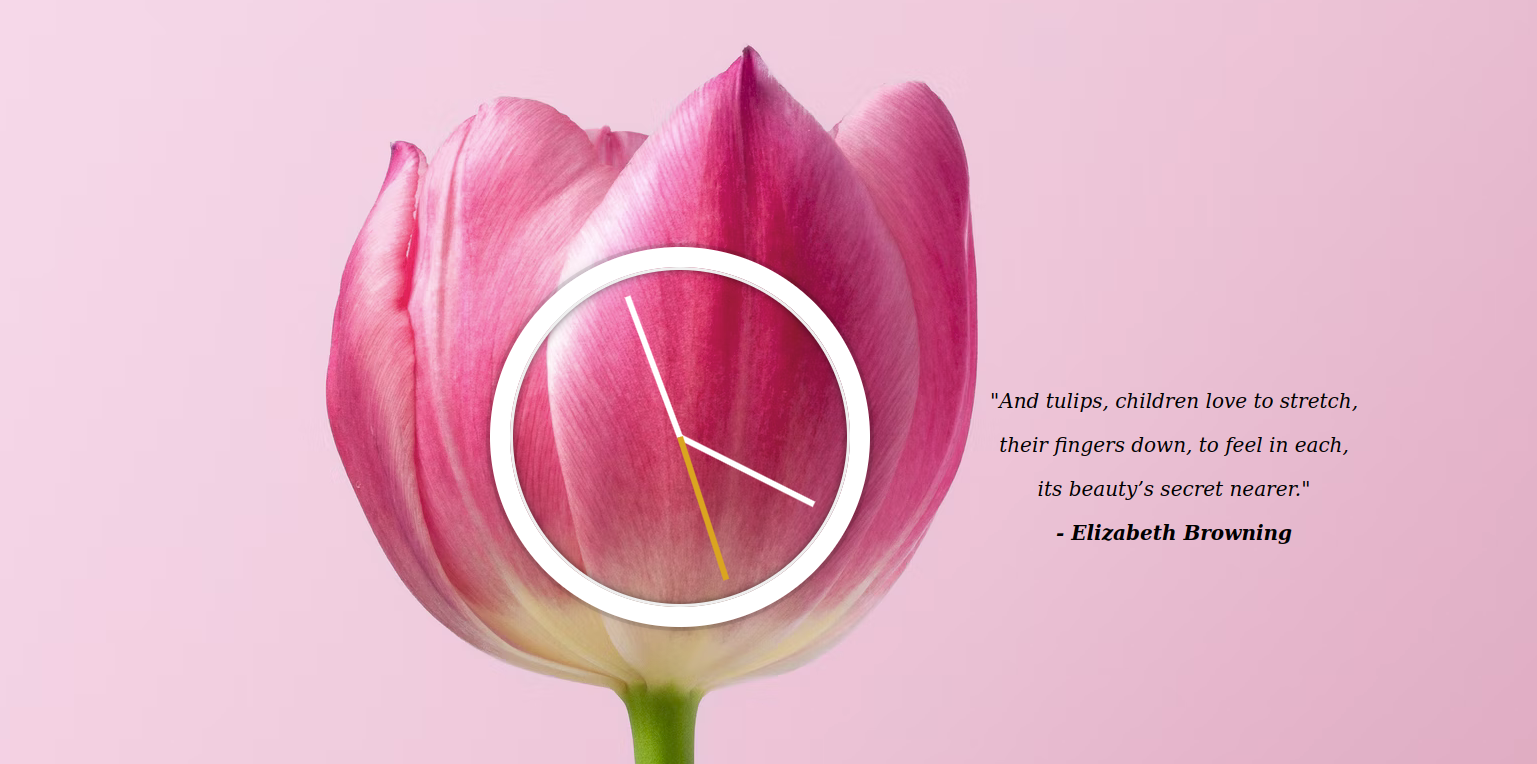 "And tulips, children love to stretch,
their fingers down, to feel in each,
its beauty’s secret nearer."
- Elizabeth Browning